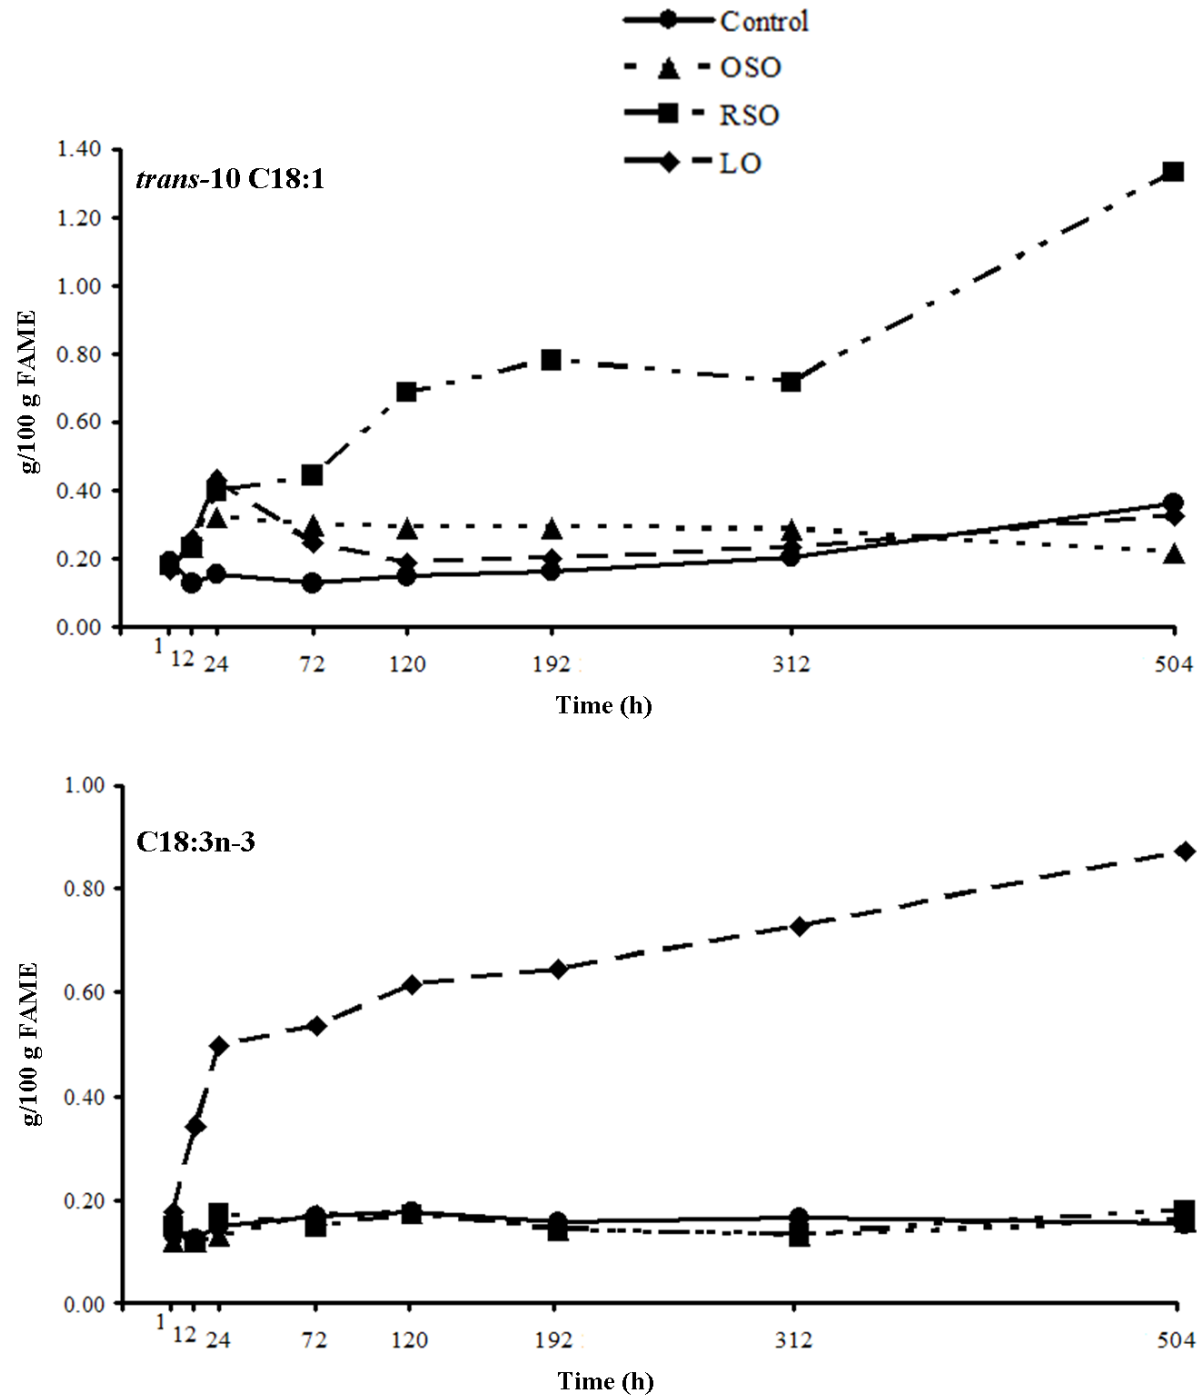 Control
OSO
RSO
LO
trans-10 C18:1
1.40
1.20
1.00
0.80
0.60
0.40
0.20
0.00
g/100 g FAME
1 12 24 72 120 192 312 504
Time (h)
C18:3n-3
1.00
0.80
0.60
0.40
0.20
0.00
g/100 g FAME
1 12 24 72 120 192 312 504
Time (h)